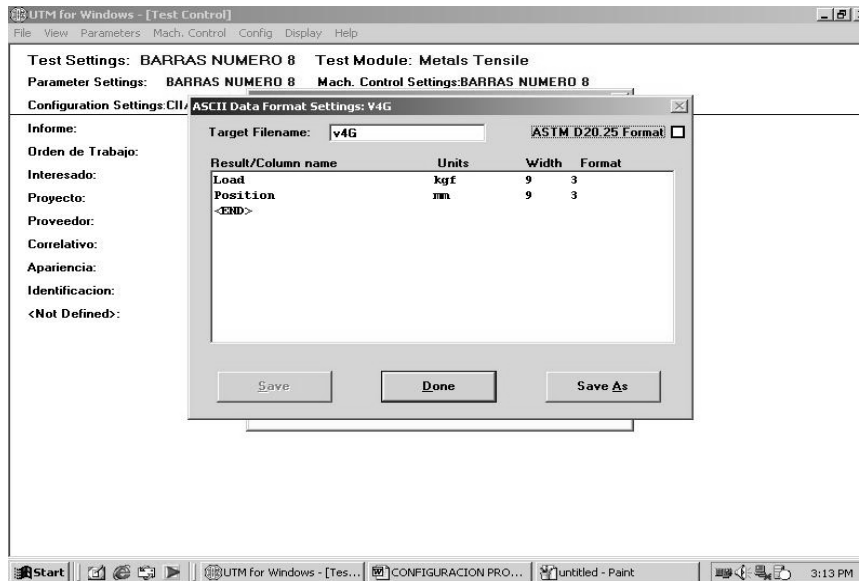 UTM for Windows - [Test Control]
File View Parameters Mach. Control Config Display Help
Test Settings: BARRAS NUMERO 8 Test Module: Metals Tensile
Parameter Settings: BARRAS NUMERO 8 Mach. Control Settings:BARRAS NUMERO 8
Configuration Settings:CII
ASCII Data Format Settings: V4G
Informe:
Orden de Trabajo:
Interesado:
Proyecto:
Proveedor:
Correlativo:
Apariencia:
Identificacion:
<Not Defined>:
Target Filename: v4G ASTM D20.25 Format
Result/Column name Units Width Format
Load kgf 9 3
Position mm 9 3
<END>
Save Done Save As
Start UTM for Windows - [Tes... CONFIGURACION PRO... untitled - Paint 3:13 PM